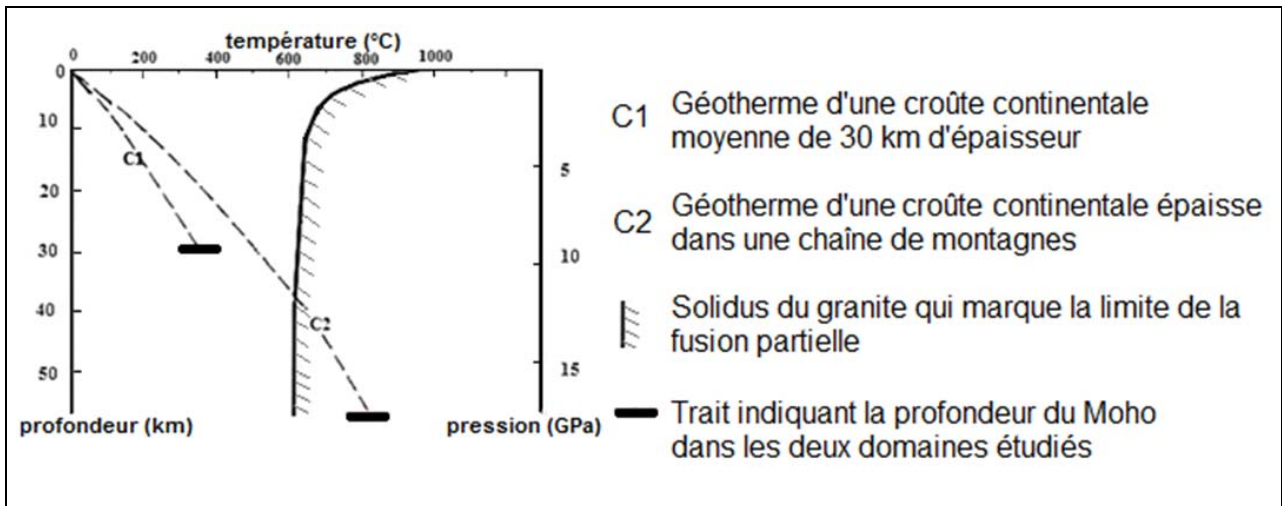 température (°C)
0 200 400 600 800 1000
0
10
20
30
40
50
C1
C2
5
10
15
profondeur (km)
pression (GPa)
C1 Géotherme d'une croûte continentale
moyenne de 30 km d'épaisseur
C2 Géotherme d'une croûte continentale épaisse
dans une chaîne de montagnes
Solidus du granite qui marque la limite de la
fusion partielle
Trait indiquant la profondeur du Moho
dans les deux domaines étudiés